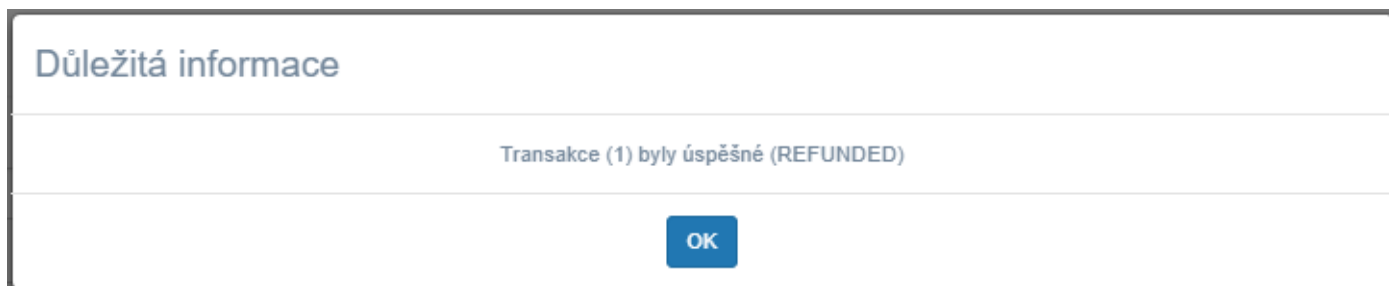 Důležitá informace
Transakce (1) byly úspěšné (REFUNDED)
OK